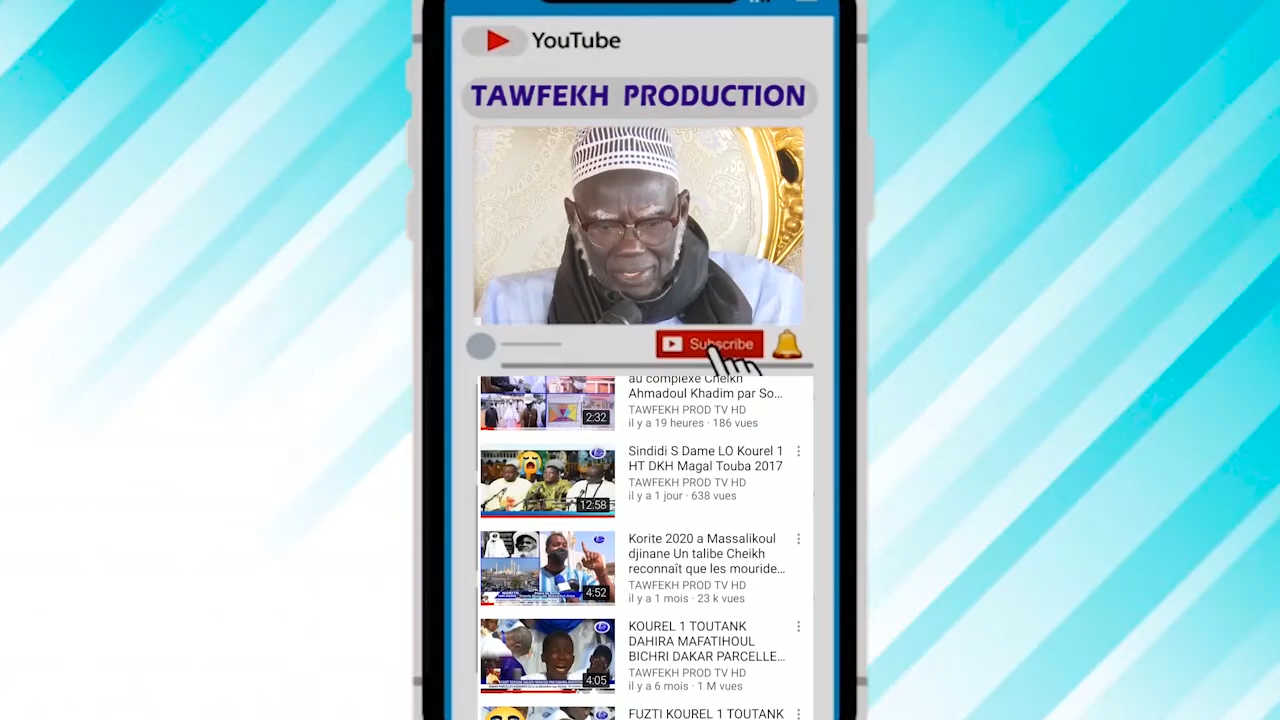 YouTube
TAWFEKH PRODUCTION
Subscribe
au complexe Cheikh
Ahmadoul Khadim par So...
TAWFEKH PROD TV HD
il y a 19 heures · 186 vues
2:32
Sindidi S Dame LO Kourel 1
HT DKH Magal Touba 2017
TAWFEKH PROD TV HD
il y a 1 jour · 638 vues
12:58
Korite 2020 a Massalikoul
djinane Un talibe Cheikh
reconnaît que les mouride...
TAWFEKH PROD TV HD
il y a 1 mois · 23 k vues
4:52
KOUREL 1 TOUTANK
DAHIRA MAFATIHOUL
BICHRI DAKAR PARCELLE...
TAWFEKH PROD TV HD
il y a 6 mois · 1 M vues
4:05
FUZTI KOUREL 1 TOUTANK